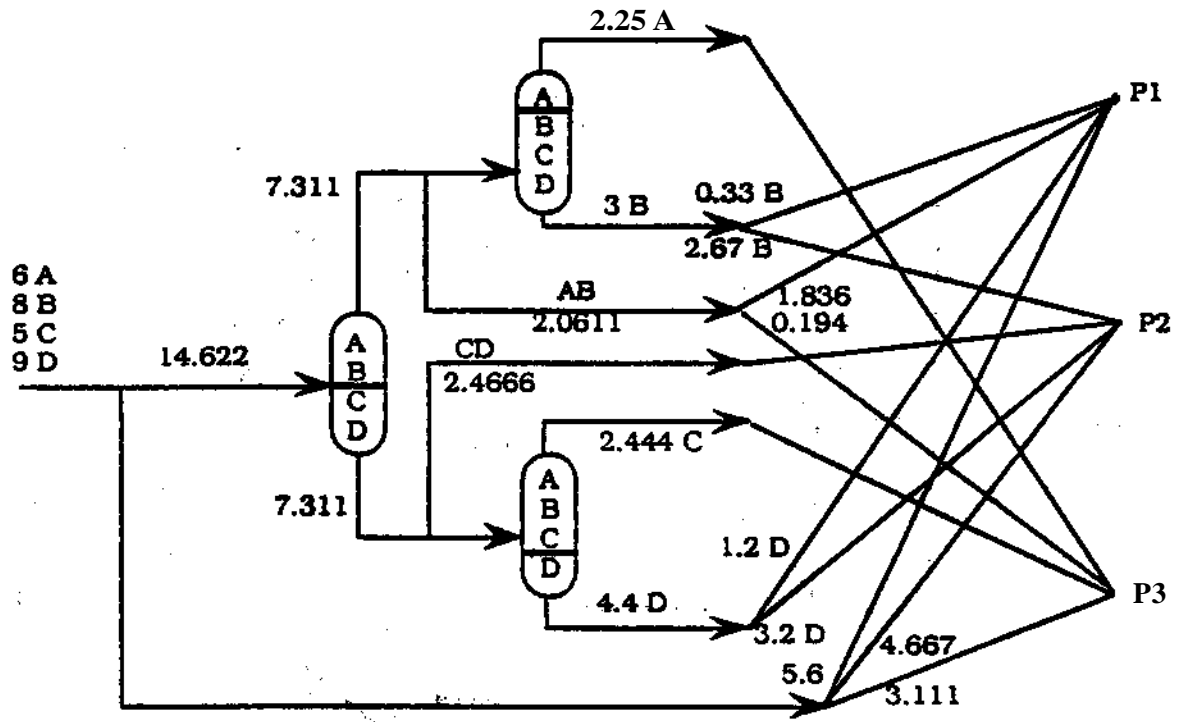 2.25 A
P1
A
B
C
D
7.311
0.33 B
3 B
2.67 B
6 A
8 B
5 C
9 D
14.622
AB
2.0611
1.836
0.194
P2
A
B
C
D
CD
2.4666
2.444 C
7.311
A
B
C
D
1.2 D
4.4 D
3.2 D
P3
4.667
5.6
3.111